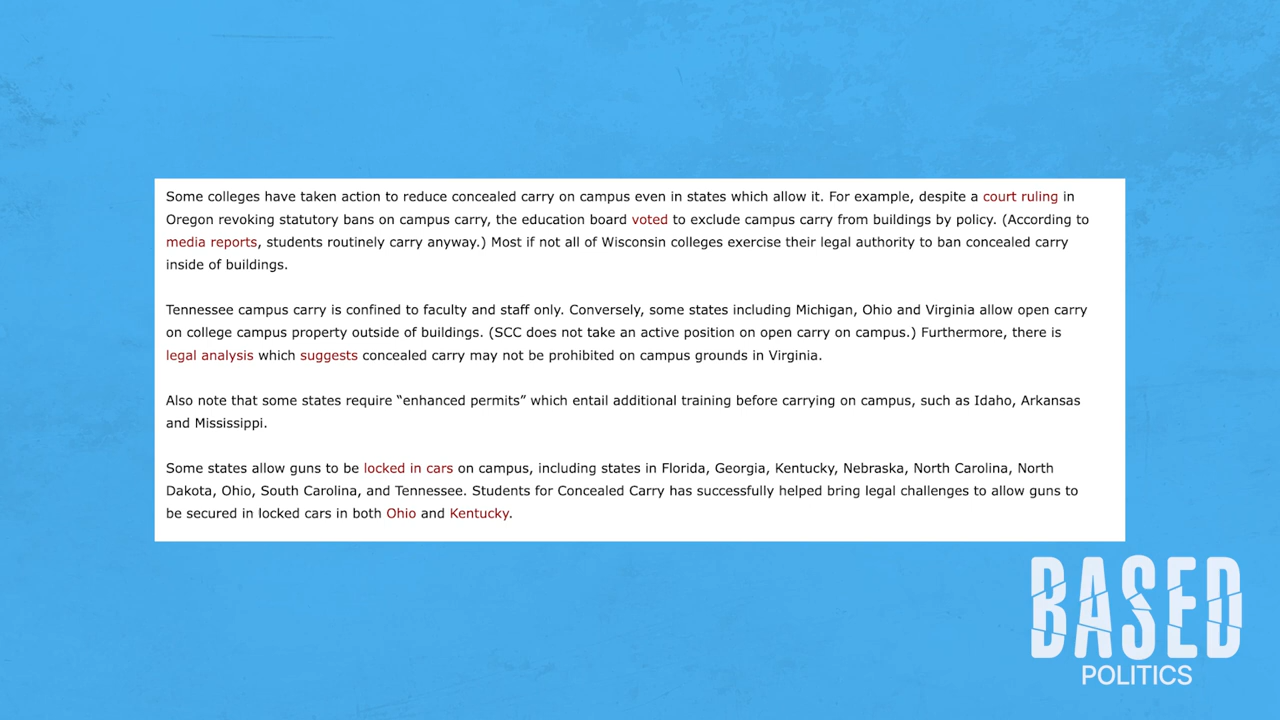 Some colleges have taken action to reduce concealed carry on campus even in states which allow it. For example, despite a court ruling in
Oregon revoking statutory bans on campus carry, the education board voted to exclude campus carry from buildings by policy. (According to
media reports, students routinely carry anyway.) Most if not all of Wisconsin colleges exercise their legal authority to ban concealed carry
inside of buildings.
Tennessee campus carry is confined to faculty and staff only. Conversely, some states including Michigan, Ohio and Virginia allow open carry
on college campus property outside of buildings. (SCC does not take an active position on open carry on campus.) Furthermore, there is
legal analysis which suggests concealed carry may not be prohibited on campus grounds in Virginia.
Also note that some states require “enhanced permits” which entail additional training before carrying on campus, such as Idaho, Arkansas
and Mississippi.
Some states allow guns to be locked in cars on campus, including states in Florida, Georgia, Kentucky, Nebraska, North Carolina, North
Dakota, Ohio, South Carolina, and Tennessee. Students for Concealed Carry has successfully helped bring legal challenges to allow guns to
be secured in locked cars in both Ohio and Kentucky.
BASED
POLITICS